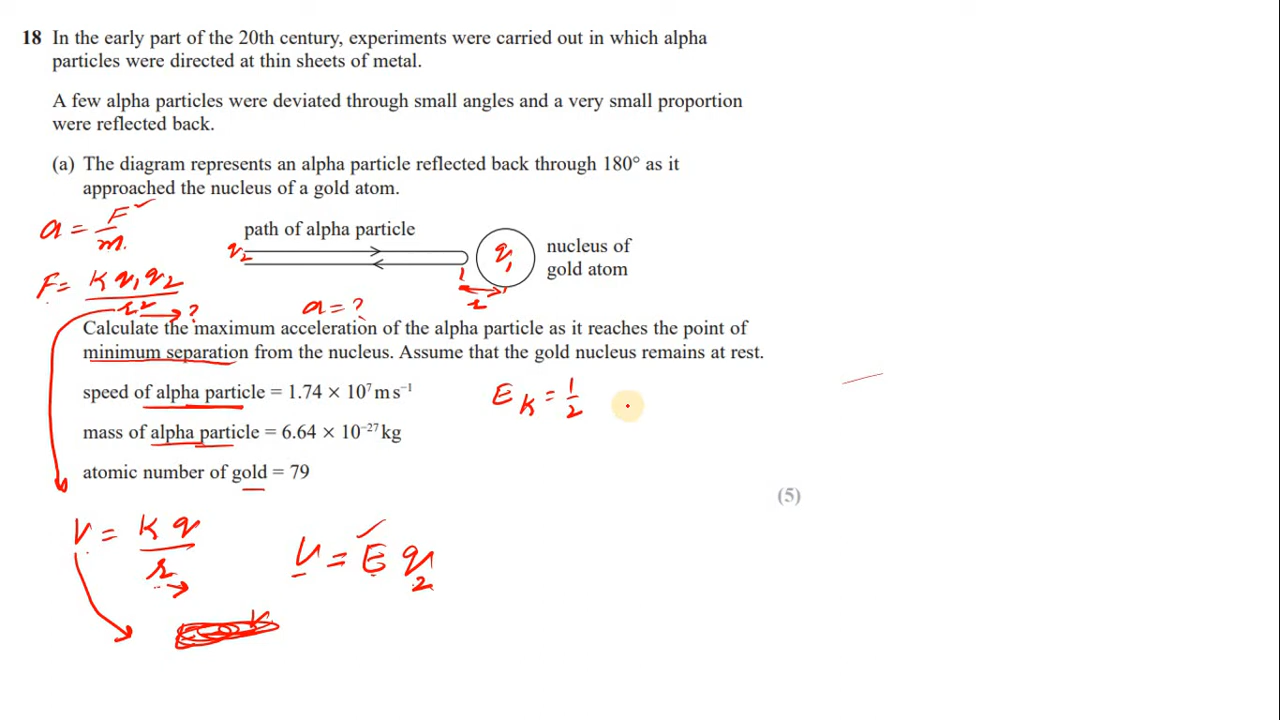 18 In the early part of the 20th century, experiments were carried out in which alpha
particles were directed at thin sheets of metal.
A few alpha particles were deviated through small angles and a very small proportion
were reflected back.
(a) The diagram represents an alpha particle reflected back through 180° as it
approached the nucleus of a gold atom.
a = F/m
path of alpha particle
q2
q1
nucleus of
gold atom
F = K q1 q2 / r² → ?
r
a = ?
Calculate the maximum acceleration of the alpha particle as it reaches the point of
minimum separation from the nucleus. Assume that the gold nucleus remains at rest.
speed of alpha particle = 1.74 × 10⁷ m s⁻¹
EK = 1/2
mass of alpha particle = 6.64 × 10⁻²⁷ kg
atomic number of gold = 79
(5)
V = K q / r
V = E q2